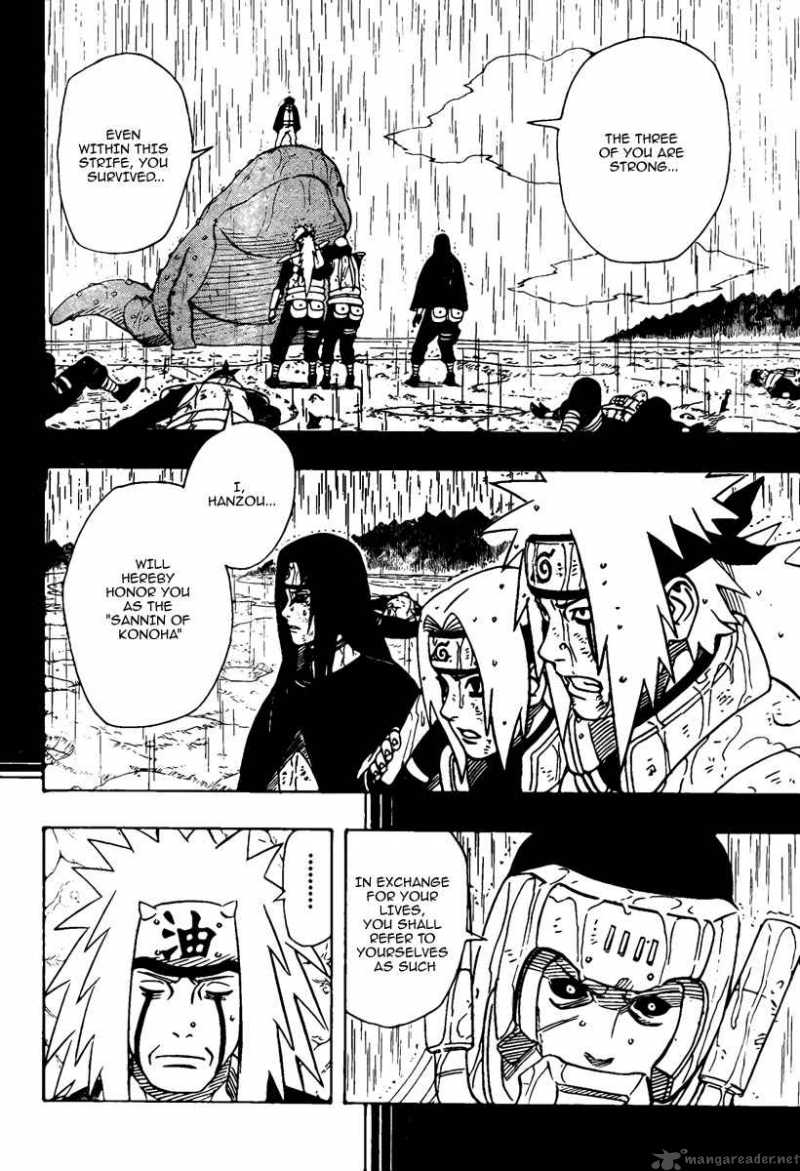 THE THREE
OF YOU ARE
STRONG...
EVEN
WITHIN THIS
STRIFE, YOU
SURVIVED...
I,
HANZOU...
WILL
HEREBY
HONOR YOU
AS THE
"SANNIN OF
KONOHA"
IN EXCHANGE
FOR YOUR
LIVES,
YOU SHALL
REFER TO
YOURSELVES
AS SUCH
.........
油
mangareader.net